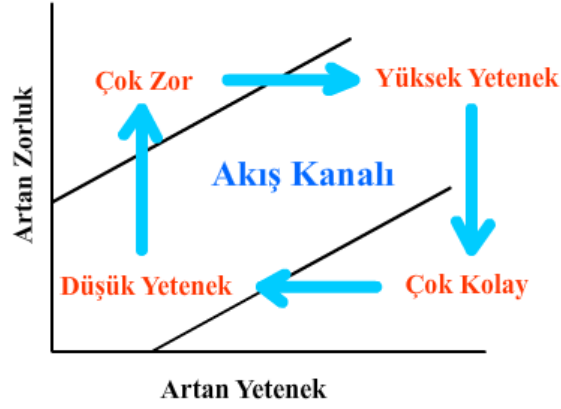 Artan Zorluk
Çok Zor
Yüksek Yetenek
Akış Kanalı
Düşük Yetenek
Çok Kolay
Artan Yetenek